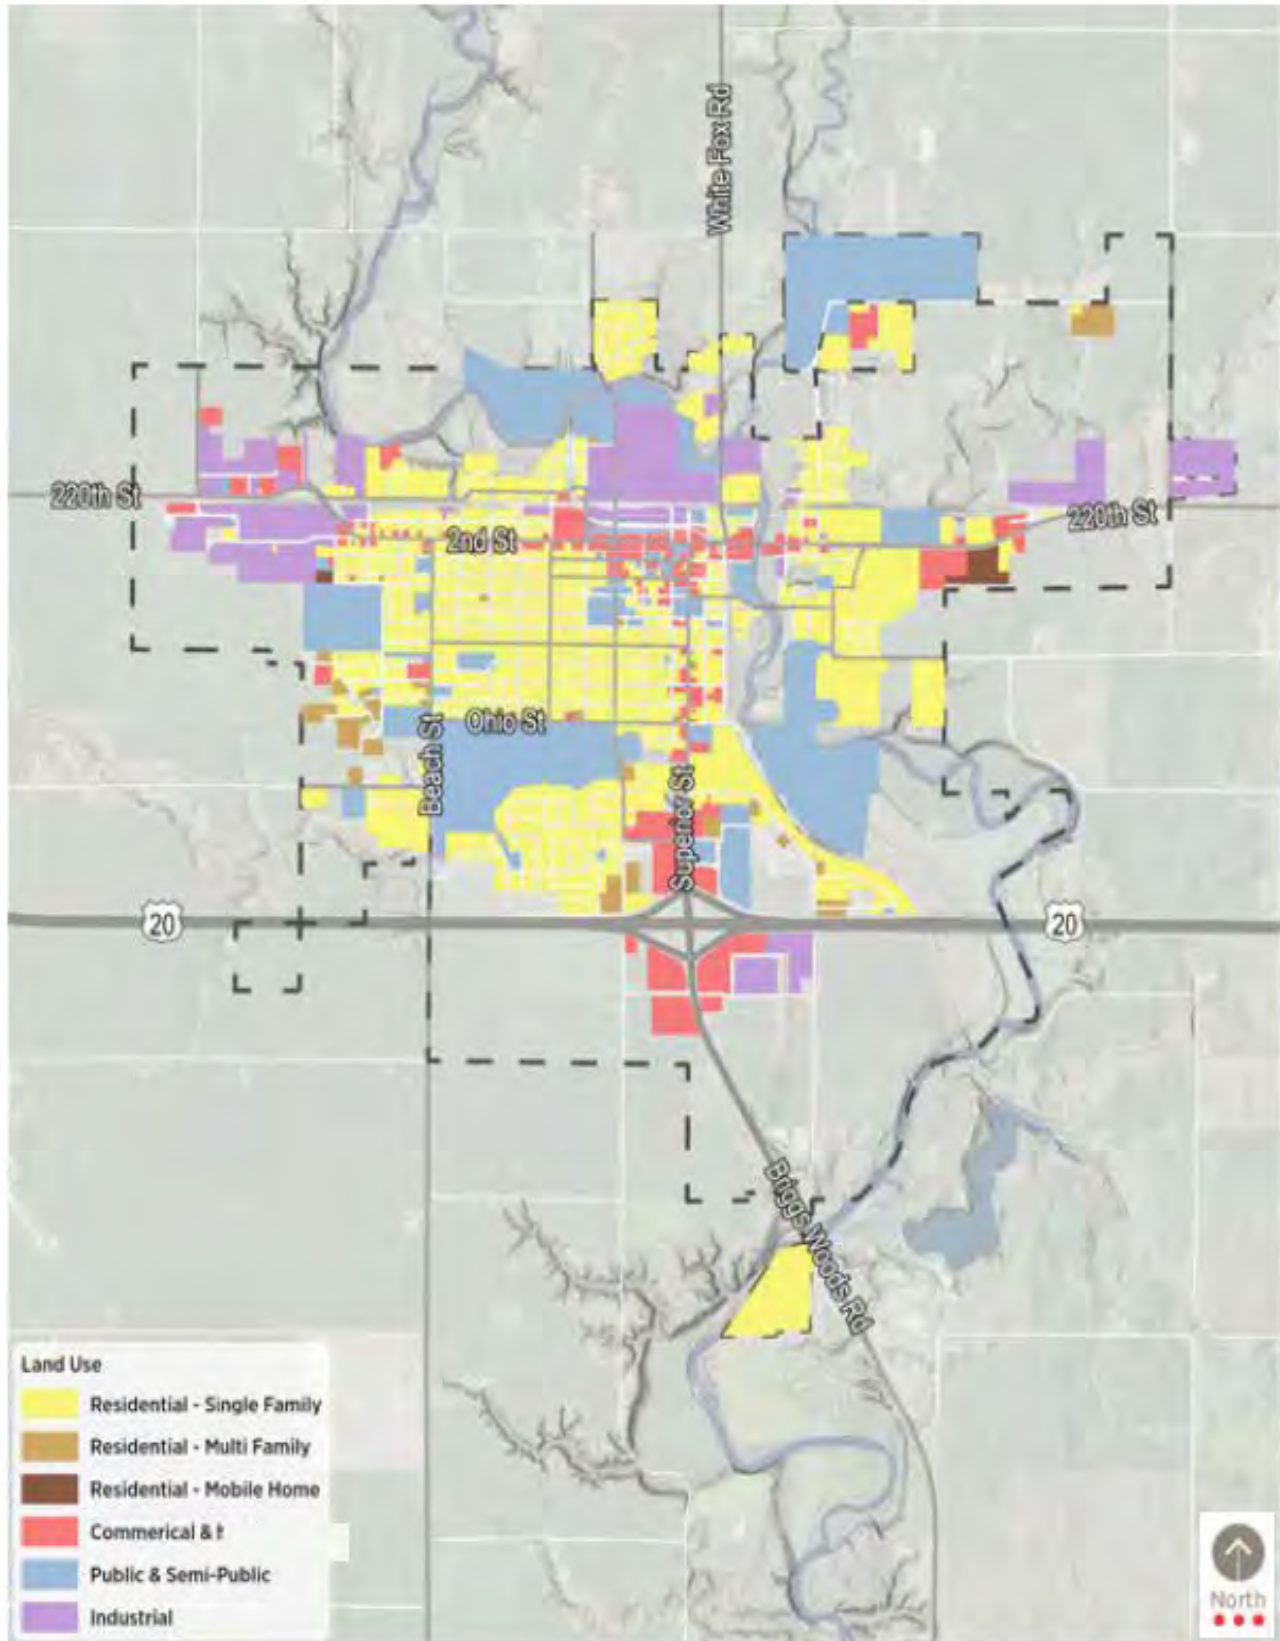 White Fox Rd
220th St
220th St
2nd St
Ohio St
Beach St
Superior St
20
20
Briggs Woods Rd
Land Use
Residential - Single Family
Residential - Multi Family
Residential - Mobile Home
Commerical &
Public & Semi-Public
Industrial
North